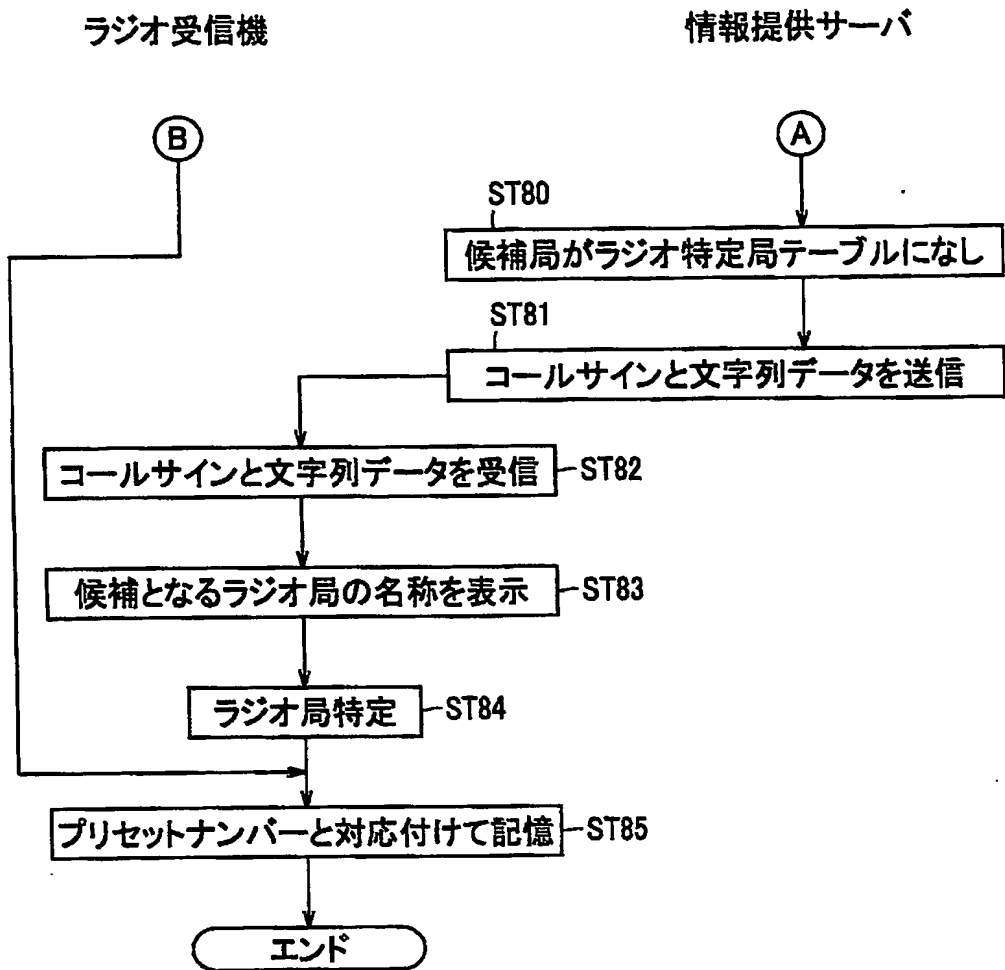 ラジオ受信機
情報提供サーバ
B
A
ST80
候補局がラジオ特定局テーブルになし
ST81
コールサインと文字列データを送信
コールサインと文字列データを受信
ST82
候補となるラジオ局の名称を表示
ST83
ラジオ局特定
ST84
プリセットナンバーと対応付けて記憶
ST85
エンド